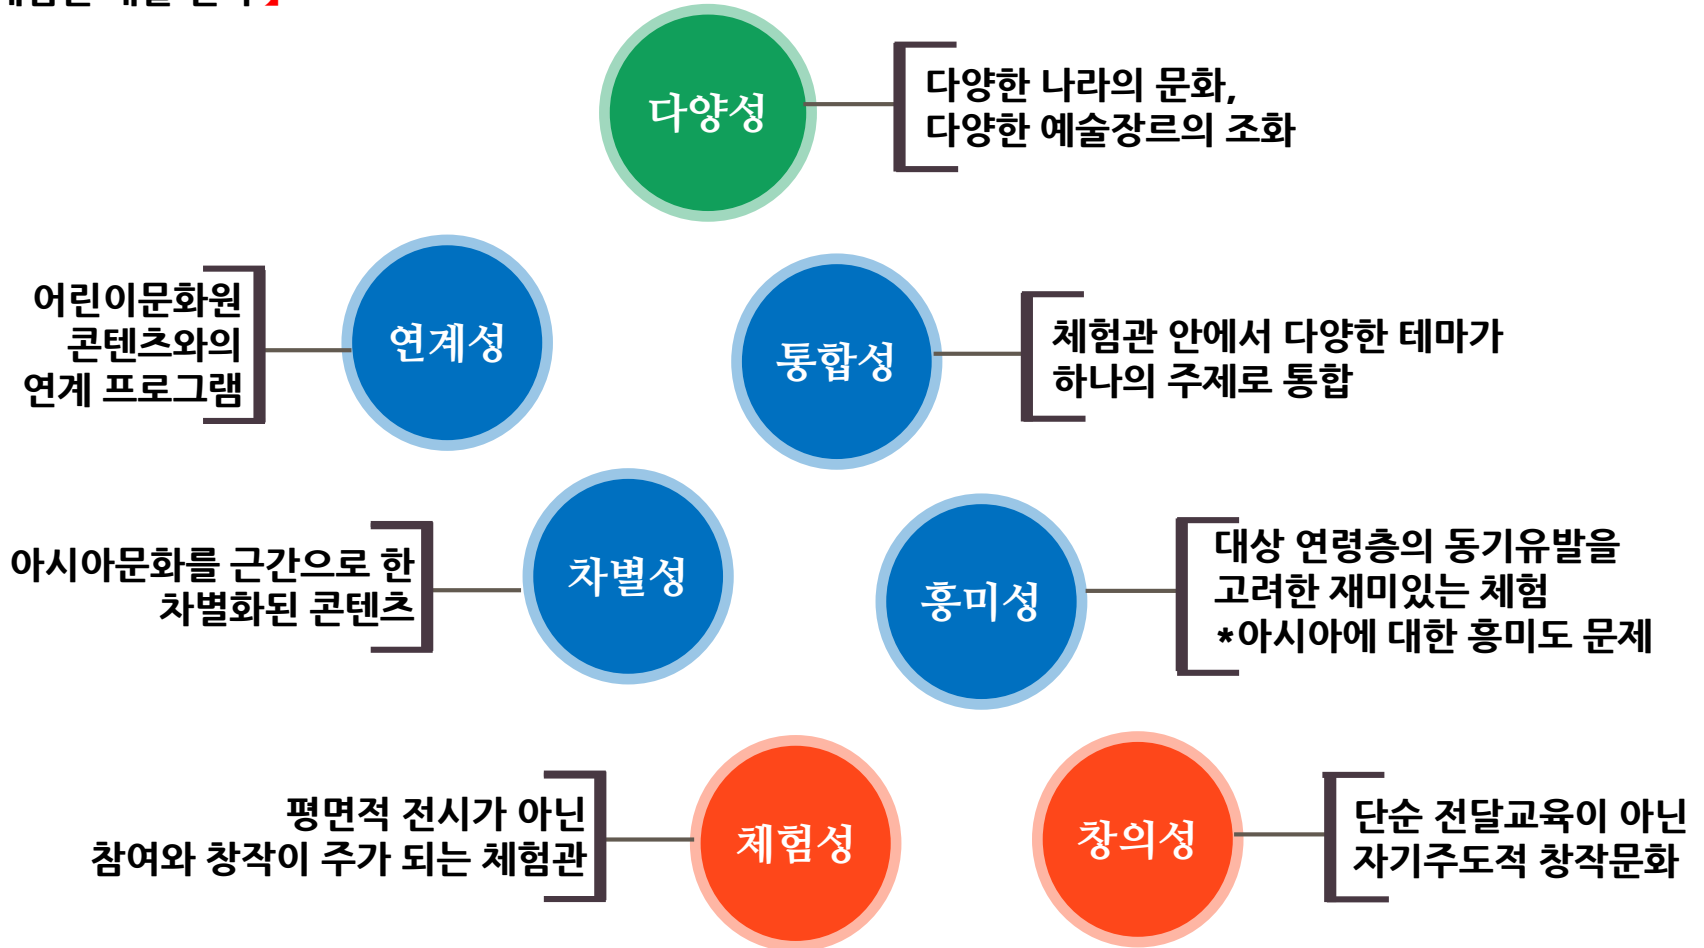 다양성
다양한 나라의 문화,
다양한 예술장르의 조화
어린이문화원
콘텐츠와의
연계 프로그램
연계성
통합성
체험관 안에서 다양한 테마가
하나의 주제로 통합
아시아문화를 근간으로 한
차별화된 콘텐츠
차별성
흥미성
대상 연령층의 동기유발을
고려한 재미있는 체험
*아시아에 대한 흥미도 문제
평면적 전시가 아닌
참여와 창작이 주가 되는 체험관
체험성
창의성
단순 전달교육이 아닌
자기주도적 창작문화